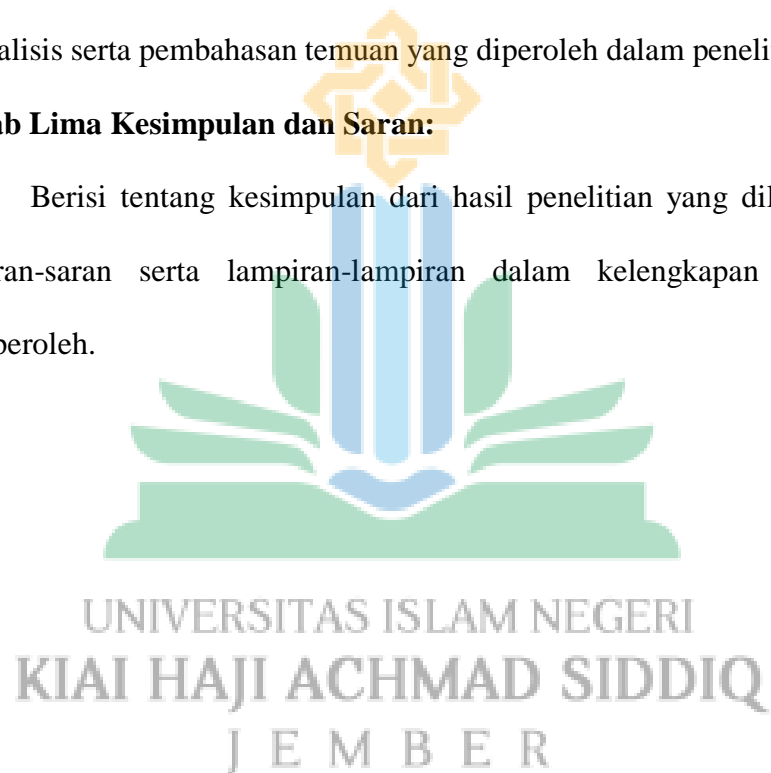 alisis serta pembahasan temuan yang diperoleh dalam peneli
ab Lima Kesimpulan dan Saran:
Berisi tentang kesimpulan dari hasil penelitian yang dil
ran-saran serta lampiran-lampiran dalam kelengkapan
peroleh.
UNIVERSITAS ISLAM NEGERI
KIAI HAJI ACHMAD SIDDIQ
JEMBER